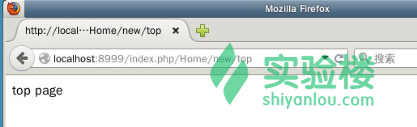 Mozilla Firefox
http://local···Home/new/top
localhost:8999/index.php/Home/new/top
搜索
top page
实验楼
shiyanlou.com